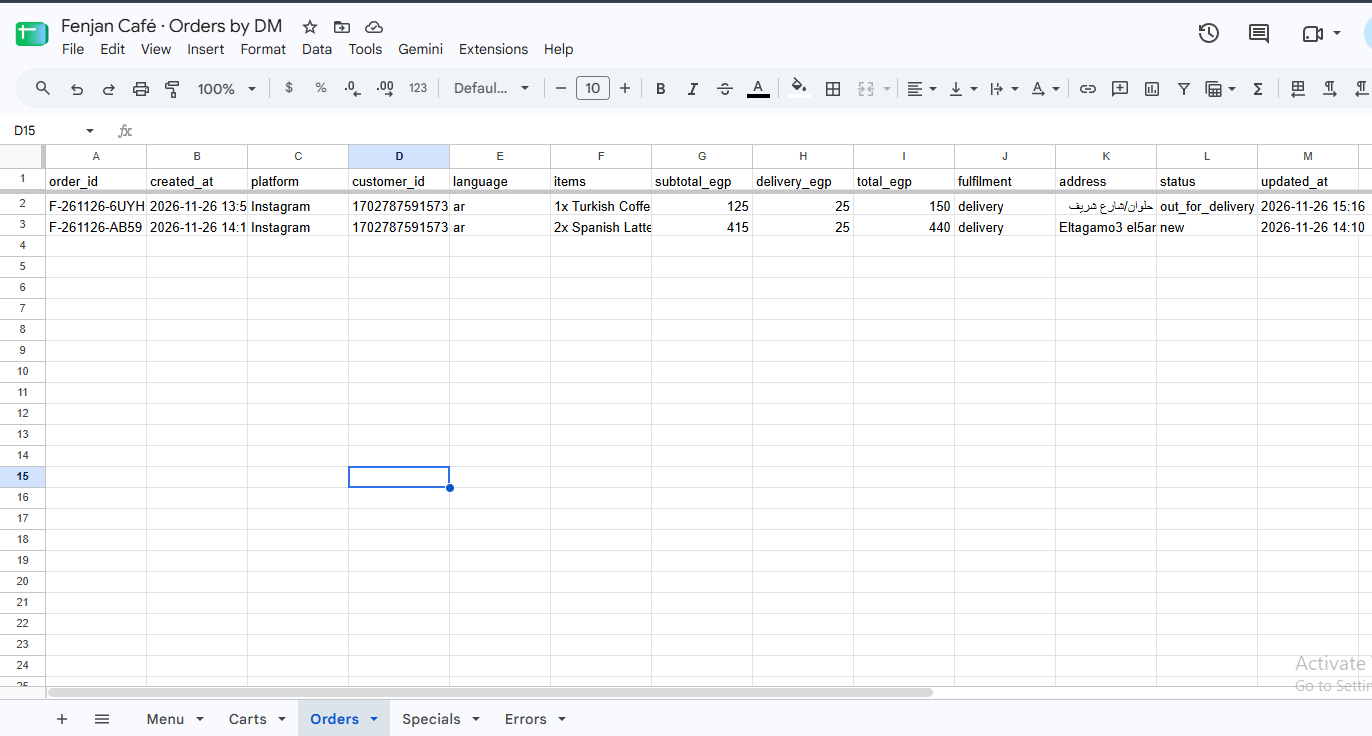 Fenjan Café · Orders by DM
File Edit View Insert Format Data Tools Gemini Extensions Help
100% $ % .0 .00 123 Defaul... 10 B I A A Σ
D15 fx
A B C D E F G H I J K L M
1 order_id created_at platform customer_id language items subtotal_egp delivery_egp total_egp fulfilment address status updated_at
2 F-261126-6UYH 2026-11-26 13:5 Instagram 1702787591573 ar 1x Turkish Coffe 125 25 150 delivery حلوان/شارع شريف out_for_delivery 2026-11-26 15:16
3 F-261126-AB59 2026-11-26 14:1 Instagram 1702787591573 ar 2x Spanish Latte 415 25 440 delivery Eltagamo3 el5ar new 2026-11-26 14:10
4
5
6
7
8
9
10
11
12
13
14
15
16
17
18
19
20
21
22
23
24
25
Activate
Go to Settin
Menu Carts Orders Specials Errors